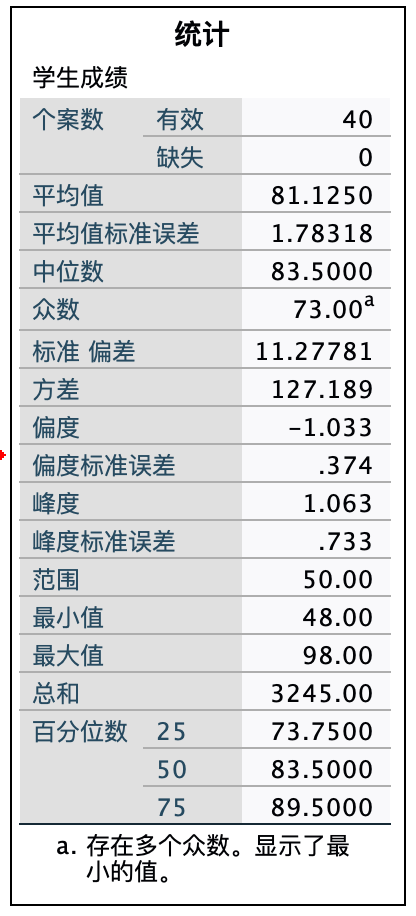 统计
学生成绩
个案数 有效 40
缺失 0
平均值 81.1250
平均值标准误差 1.78318
中位数 83.5000
众数 73.00a
标准 偏差 11.27781
方差 127.189
偏度 -1.033
偏度标准误差 .374
峰度 1.063
峰度标准误差 .733
范围 50.00
最小值 48.00
最大值 98.00
总和 3245.00
百分位数 25 73.7500
50 83.5000
75 89.5000
a. 存在多个众数。显示了最
小的值。